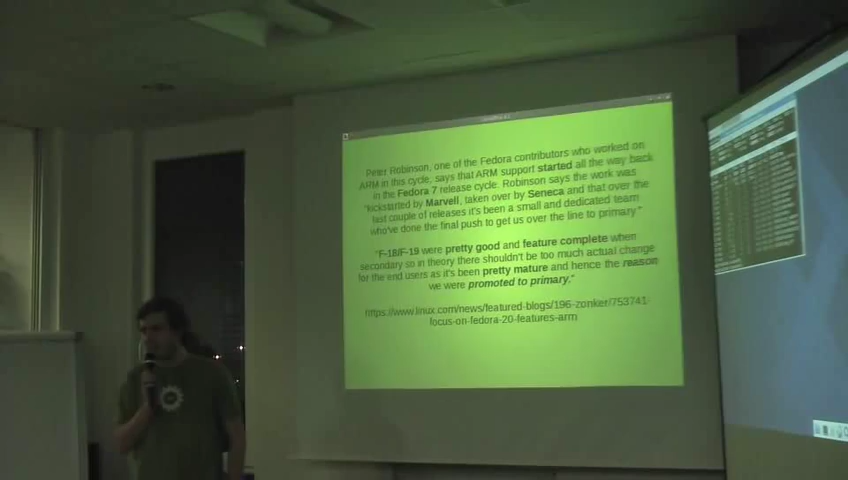 Peter Robinson, one of the Fedora contributors who worked on
ARM in this cycle, says that ARM support started all the way back
in the Fedora 7 release cycle. Robinson says the work was
"kickstarted by Marvell, taken over by Seneca and that over the
last couple of releases it's been a small and dedicated team
who've done the final push to get us over the line to primary."
"F-18/F-19 were pretty good and feature complete when
secondary so in theory there shouldn't be too much actual change
for the end users as it's been pretty mature and hence the reason
we were promoted to primary."
https://www.linux.com/news/featured-blogs/196-zonker/753741-
focus-on-fedora-20-features-arm